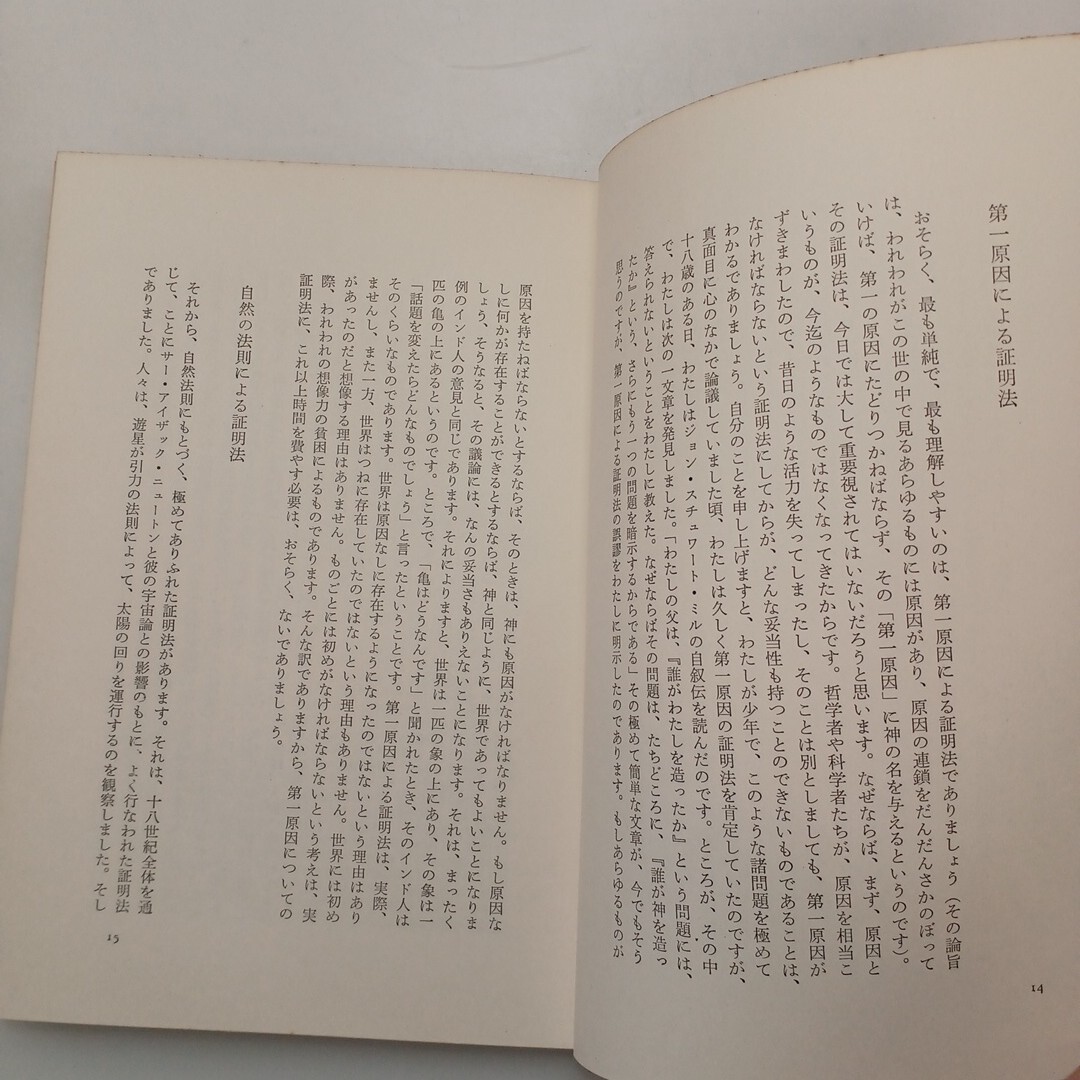 第一原因による証明法
おそらく、最も単純で、最も理解しやすいのは、第一原因による証明法でありましょう（その論旨
は、われわれがこの世の中で見るあらゆるものには原因があり、原因の連鎖をだんだんさかのぼって
いけば、第一の原因にたどりつかねばならず、その「第一原因」に神の名を与えるというのです）。
その証明法は、今日では大して重要視されてはいないだろうと思います。なぜならば、まず、原因と
いうものが、今迄のようなものではなくなってきたからです。哲学者や科学者たちが、原因を相当こ
ずきまわしたので、昔日のような活力を失ってしまったし、そのことは別としましても、第一原因が
なければならないという証明法にしてからが、どんな妥当性も持つことのできないものであることは、
わかるでありましょう。自分のことを申し上げますと、わたしが少年で、このような諸問題を極めて
真面目に心のなかで論議していました頃、わたしは久しく第一原因の証明法を肯定していたのですが、
十八歳のある日、わたしはジョン・スチュワート・ミルの自叙伝を読んだのです。ところが、その中
で、わたしは次の一文章を発見しました。「わたしの父は、『誰がわたしを造ったか』という問題には、
答えられないということをわたしに教えた。なぜならばその問題は、たちどころに、『誰が神を造っ
たか』という、さらにもう一つの問題を暗示するからである」その極めて簡単な文章が、今でもそう
思うのですが、第一原因による証明法の誤謬をわたしに明示したのであります。もしあらゆるものが
14
原因を持たねばならないとするならば、そのときは、神にも原因がなければなりません。もし原因な
しに何かが存在することができるとするならば、神と同じように、世界であってもよいことになりま
しょう、そうなると、その議論には、なんの妥当さもありえないことになります。それは、まったく
例のインド人の意見と同じであります。それによりますと、世界は一匹の象の上にあり、その象は一
匹の亀の上にあるというのです。ところで、「亀はどうなんです」と聞かれたとき、そのインド人は
「話題を変えたらどんなものでしょう」と言ったということです。第一原因による証明法は、実際、
そのくらいなものであります。世界は原因なしに存在するようになったのではないという理由はあり
ませんし、また一方、世界はつねに存在していたのではないという理由もありません。世界には初め
があったのだと想像する理由はありません。ものごとには初めがなければならないという考えは、実
際、われわれの想像力の貧困によるものであります。そんな訳でありますから、第一原因についての
証明法に、これ以上時間を費やす必要は、おそらく、ないでありましょう。
自然の法則による証明法
それから、自然法則にもとづく、極めてありふれた証明法があります。それは、十八世紀全体を通
じて、ことにサー・アイザック・ニュートンと彼の宇宙論との影響のもとに、よく行なわれた証明法
でありました。人々は、遊星が引力の法則によって、太陽の回りを運行するのを観察しました。そし
15